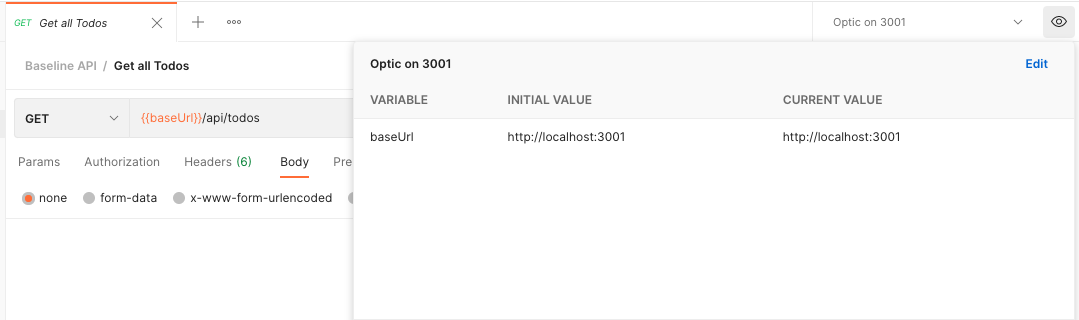 GET Get all Todos
Optic on 3001
Baseline API / Get all Todos
Optic on 3001 Edit
VARIABLE INITIAL VALUE CURRENT VALUE
GET {{baseUrl}}/api/todos
baseUrl http://localhost:3001 http://localhost:3001
Params Authorization Headers (6) Body Pre
none form-data x-www-form-urlencoded